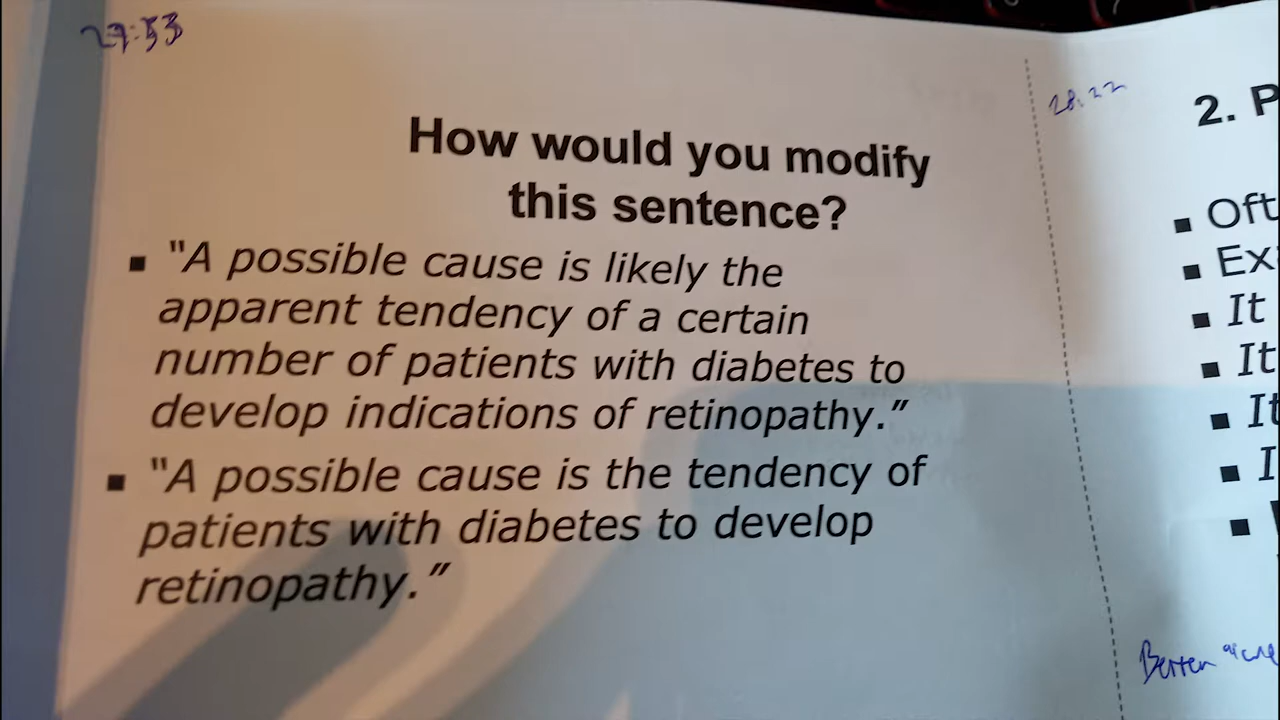 27:53
How would you modify
this sentence?
▪ "A possible cause is likely the
apparent tendency of a certain
number of patients with diabetes to
develop indications of retinopathy."
▪ "A possible cause is the tendency of
patients with diabetes to develop
retinopathy."
28.22
2. P
▪ Oft
▪ Ex
▪ It
▪ It
▪ It
▪ I